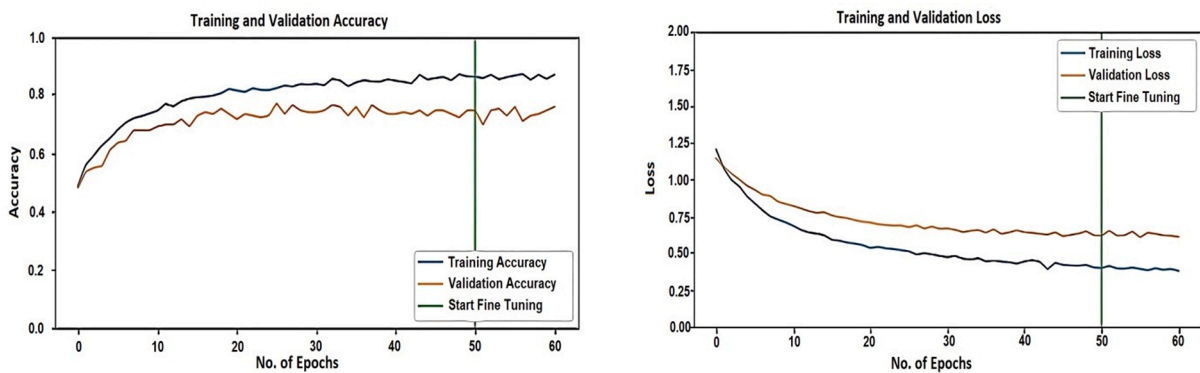 Training and Validation Accuracy
1.0
0.8
0.6
0.4
0.2
0.0
Accuracy
Training Accuracy
Validation Accuracy
Start Fine Tuning
0 10 20 30 40 50 60
No. of Epochs
Training and Validation Loss
2.00
1.75
1.50
1.25
1.00
0.75
0.50
0.25
0.00
Loss
Training Loss
Validation Loss
Start Fine Tuning
0 10 20 30 40 50 60
No. of Epochs